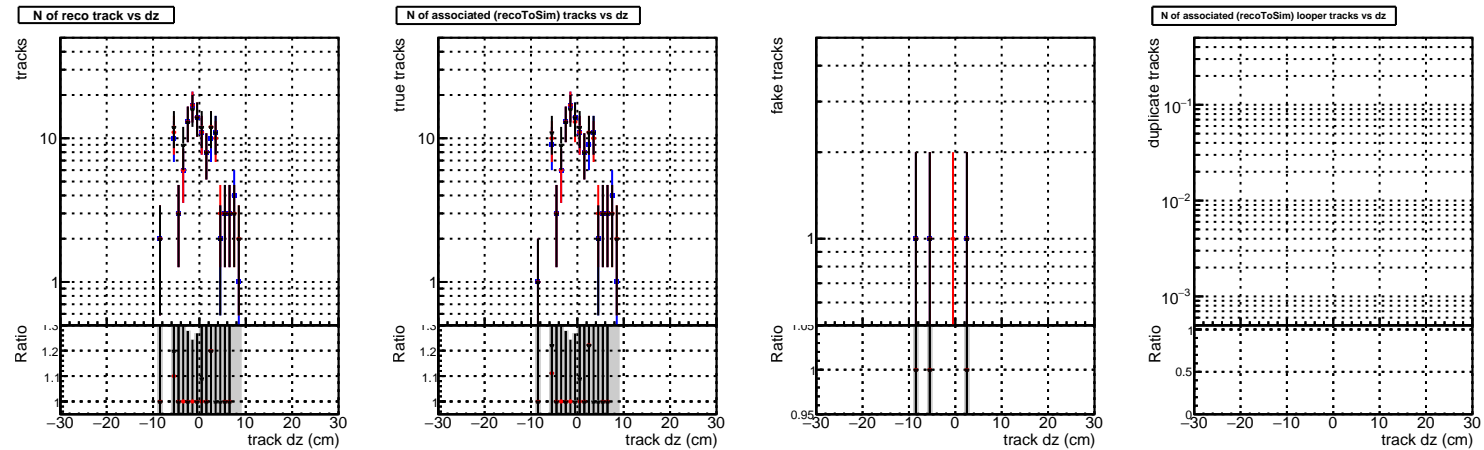 N of reco track vs dz
tracks
10
1
Ratio
1.3
1.2
1.1
1
−30 −20 −10 0 10 20 30
track dz (cm)
N of associated (recoToSim) tracks vs dz
true tracks
10
1
Ratio
1.3
1.2
1.1
1
−30 −20 −10 0 10 20 30
track dz (cm)
fake tracks
1
Ratio
1.05
1
0.95
−30 −20 −10 0 10 20 30
track dz (cm)
N of associated (recoToSim) looper tracks vs dz
duplicate tracks
10−1
10−2
10−3
Ratio
1
0.5
0
−30 −20 −10 0 10 20 30
track dz (cm)